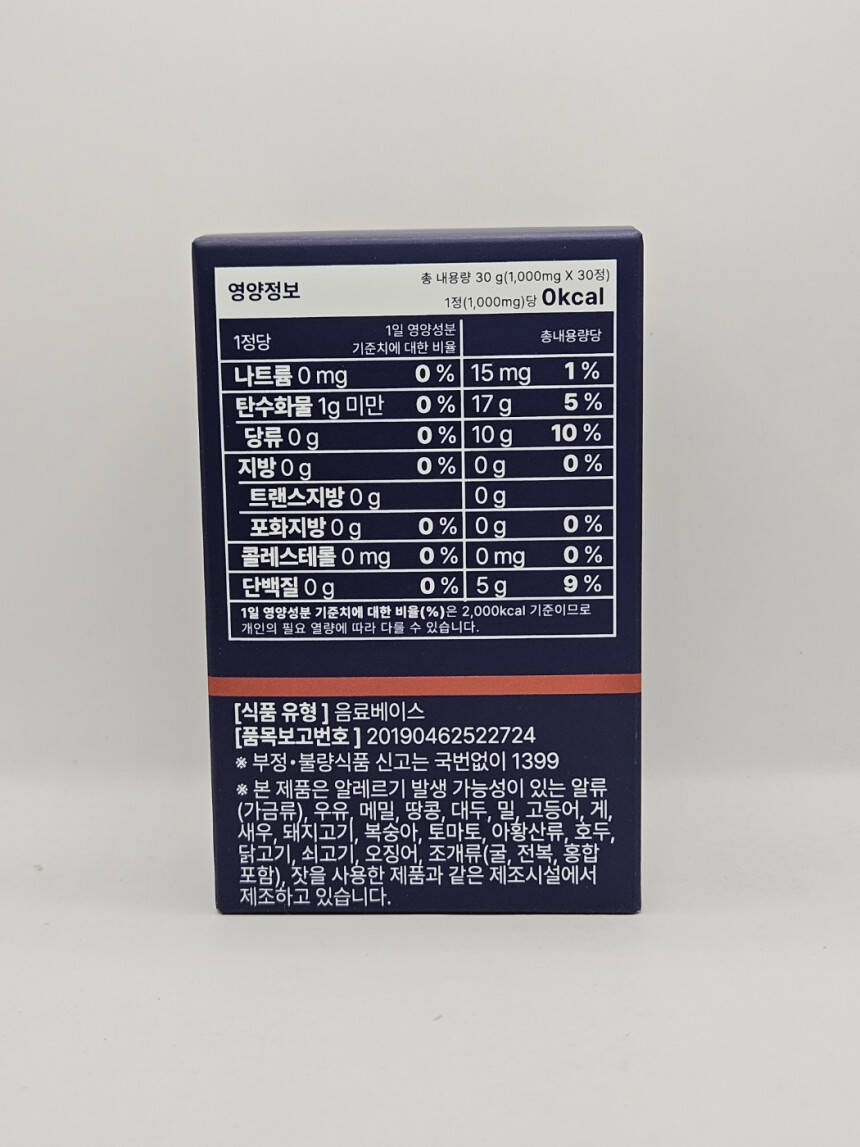 영양정보
총 내용량 30 g(1,000mg X 30정)
1정(1,000mg)당 0kcal
1정당 1일 영양성분 기준치에 대한 비율 총내용량당
나트륨 0 mg 0 % 15 mg 1 %
탄수화물 1g 미만 0 % 17 g 5 %
당류 0 g 0 % 10 g 10 %
지방 0 g 0 % 0 g 0 %
트랜스지방 0 g 0 g
포화지방 0 g 0 % 0 g 0 %
콜레스테롤 0 mg 0 % 0 mg 0 %
단백질 0 g 0 % 5 g 9 %
1일 영양성분 기준치에 대한 비율(%)은 2,000kcal 기준이므로
개인의 필요 열량에 따라 다를 수 있습니다.
[식품 유형] 음료베이스
[품목보고번호] 20190462522724
※ 부정•불량식품 신고는 국번없이 1399
※ 본 제품은 알레르기 발생 가능성이 있는 알류
(가금류), 우유, 메밀, 땅콩, 대두, 밀, 고등어, 게,
새우, 돼지고기, 복숭아, 토마토, 아황산류, 호두,
닭고기, 쇠고기, 오징어, 조개류(굴, 전복, 홍합
포함), 잣을 사용한 제품과 같은 제조시설에서
제조하고 있습니다.